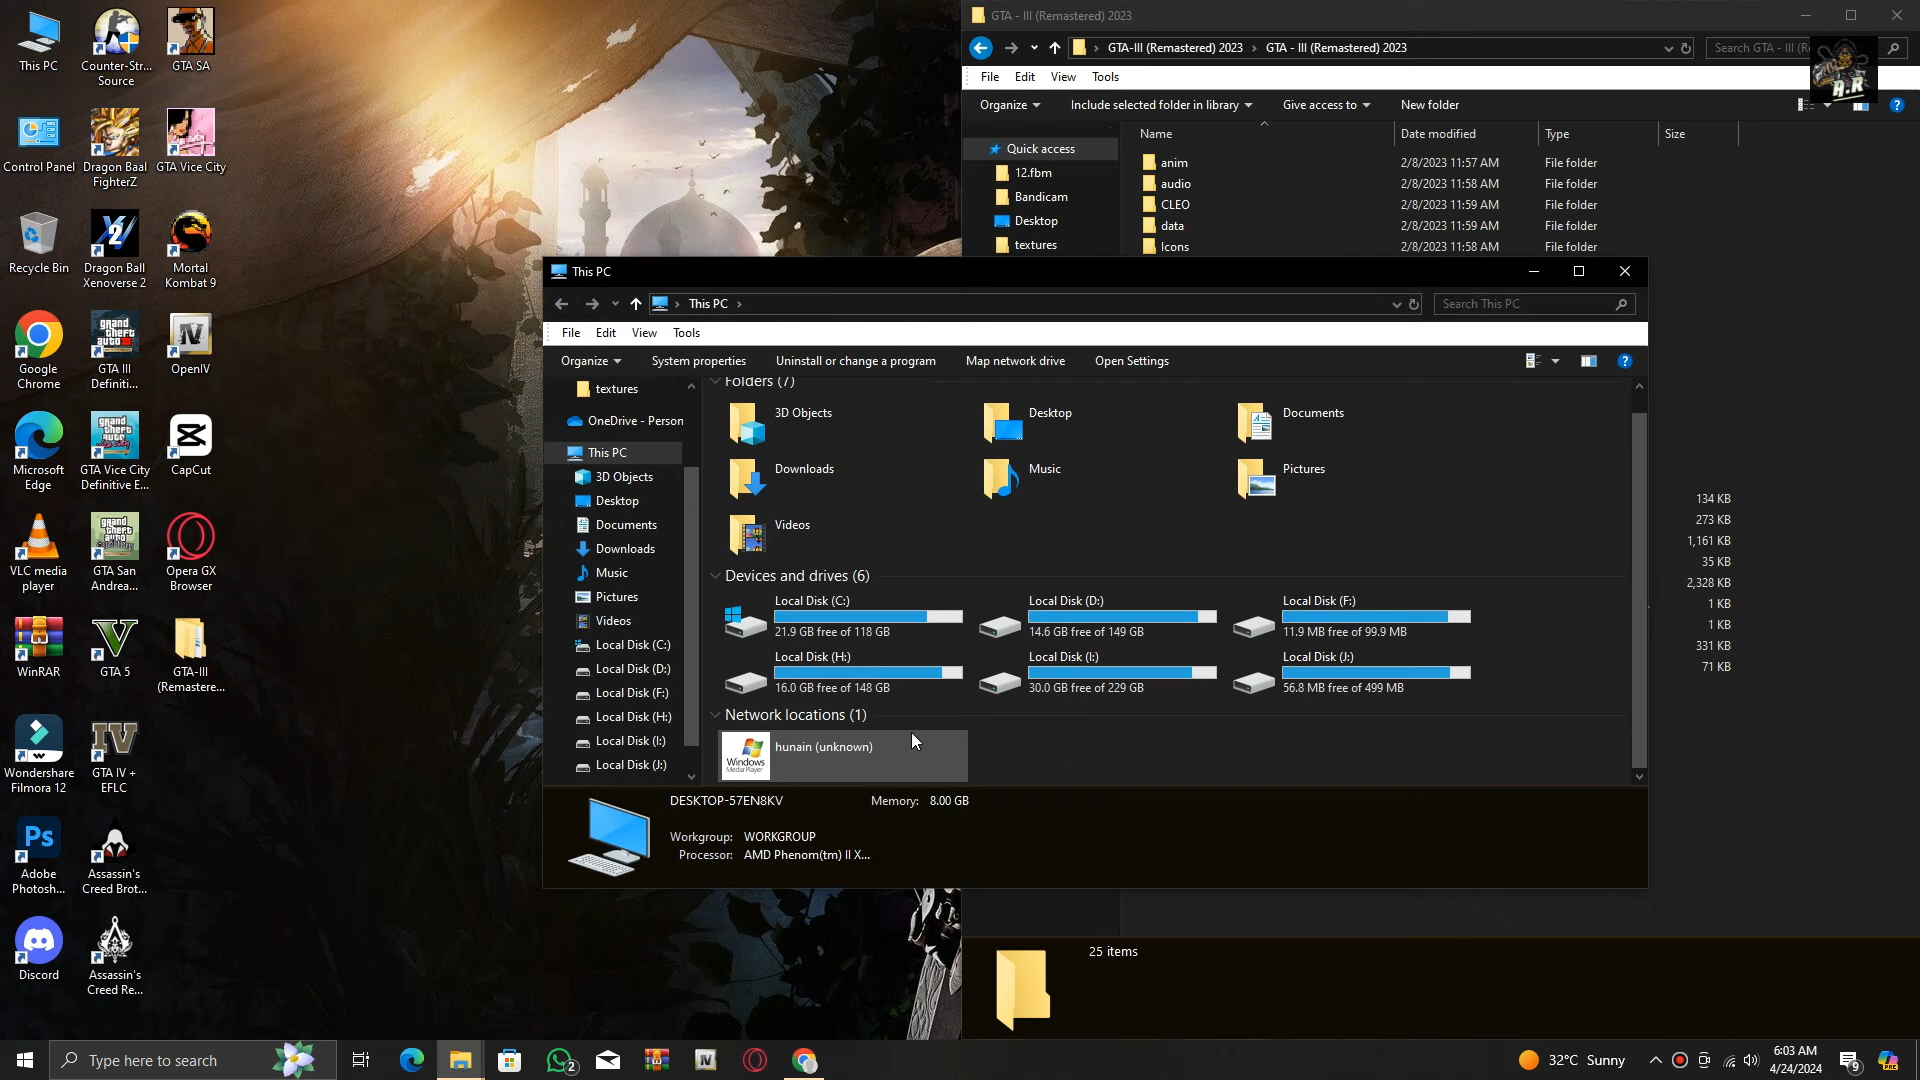 This PC
Counter-Str...
Source
GTA SA
Control Panel
Dragon Baal
FighterZ
GTA Vice City
Recycle Bin
Dragon Ball
Xenoverse 2
Mortal
Kombat 9
Google
Chrome
GTA III
Definiti...
OpenIV
Microsoft
Edge
GTA Vice City
Definitive E...
CapCut
VLC media
player
GTA San
Andrea...
Opera GX
Browser
WinRAR
GTA 5
GTA-III
(Remastere...
Wondershare
Filmora 12
GTA IV +
EFLC
Adobe
Photosh...
Assassin's
Creed Brot...
Discord
Assassin's
Creed Re...
GTA - III (Remastered) 2023
GTA-III (Remastered) 2023 › GTA - III (Remastered) 2023
Search GTA - III (R
A.R
File Edit View Tools
Organize Include selected folder in library Give access to New folder
Name Date modified Type Size
Quick access
12.fbm
Bandicam
Desktop
textures
anim 2/8/2023 11:57 AM File folder
audio 2/8/2023 11:58 AM File folder
CLEO 2/8/2023 11:59 AM File folder
data 2/8/2023 11:59 AM File folder
Icons 2/8/2023 11:58 AM File folder
134 KB
273 KB
1,161 KB
35 KB
2,328 KB
1 KB
1 KB
331 KB
71 KB
25 items
This PC
This PC ›
Search This PC
File Edit View Tools
Organize System properties Uninstall or change a program Map network drive Open Settings
textures
OneDrive - Person
This PC
3D Objects
Desktop
Documents
Downloads
Music
Pictures
Videos
Local Disk (C:)
Local Disk (D:)
Local Disk (F:)
Local Disk (H:)
Local Disk (I:)
Local Disk (J:)
Folders (7)
3D Objects
Desktop
Documents
Downloads
Music
Pictures
Videos
Devices and drives (6)
Local Disk (C:)
21.9 GB free of 118 GB
Local Disk (D:)
14.6 GB free of 149 GB
Local Disk (F:)
11.9 MB free of 99.9 MB
Local Disk (H:)
16.0 GB free of 148 GB
Local Disk (I:)
30.0 GB free of 229 GB
Local Disk (J:)
56.8 MB free of 499 MB
Network locations (1)
Windows
Media Player
hunain (unknown)
DESKTOP-57EN8KV Memory: 8.00 GB
Workgroup: WORKGROUP
Processor: AMD Phenom(tm) II X...
Type here to search
2
32°C Sunny
6:03 AM
4/24/2024
9